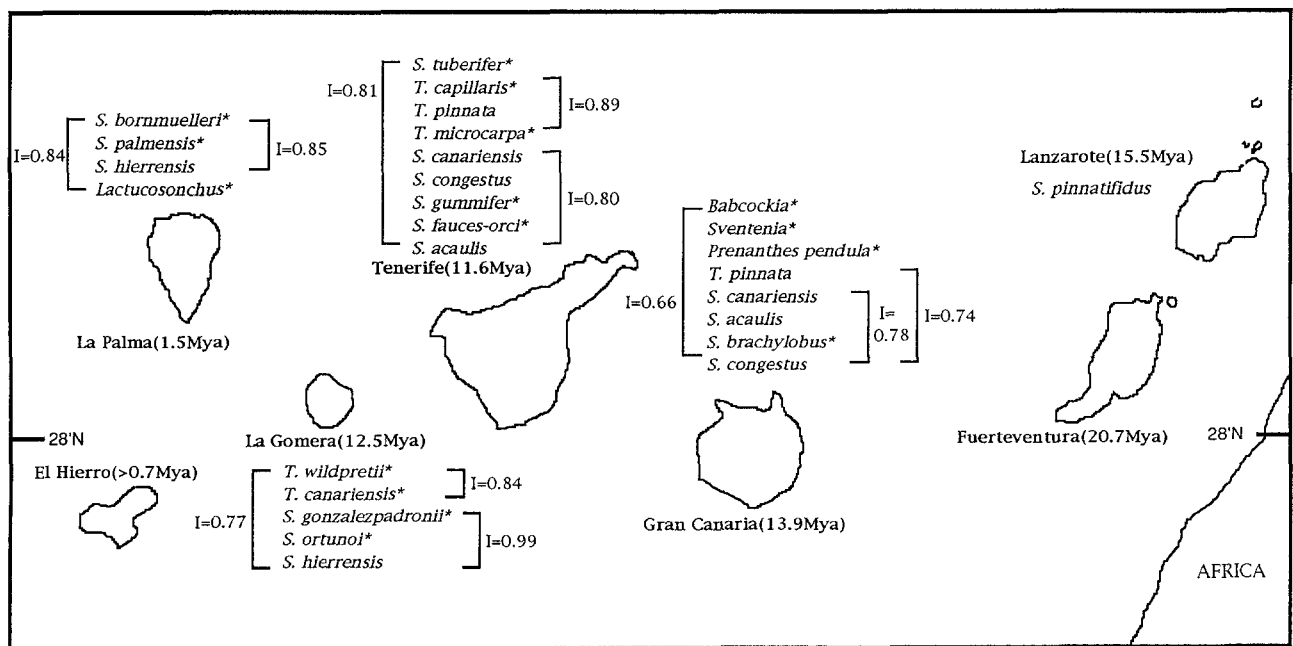 I=0.84
S. bornmuelleri*
S. palmensis*
S. hierrensis
Lactucosonchus*
I=0.85
La Palma(1.5Mya)
I=0.81
S. tuberifer*
T. capillaris*
T. pinnata
T. microcarpa*
S. canariensis
S. congestus
S. gummifer*
S. fauces-orci*
S. acaulis
I=0.89
I=0.80
Tenerife(11.6Mya)
I=0.66
Babcockia*
Sventenia*
Prenanthes pendula*
T. pinnata
S. canariensis
S. acaulis
S. brachylobus*
S. congestus
I=
0.78
I=0.74
Gran Canaria(13.9Mya)
Lanzarote(15.5Mya)
S. pinnatifidus
Fuerteventura(20.7Mya)
28'N
28'N
La Gomera(12.5Mya)
El Hierro(>0.7Mya)
I=0.77
T. wildpretii*
T. canariensis*
S. gonzalezpadronii*
S. ortunoi*
S. hierrensis
I=0.84
I=0.99
AFRICA